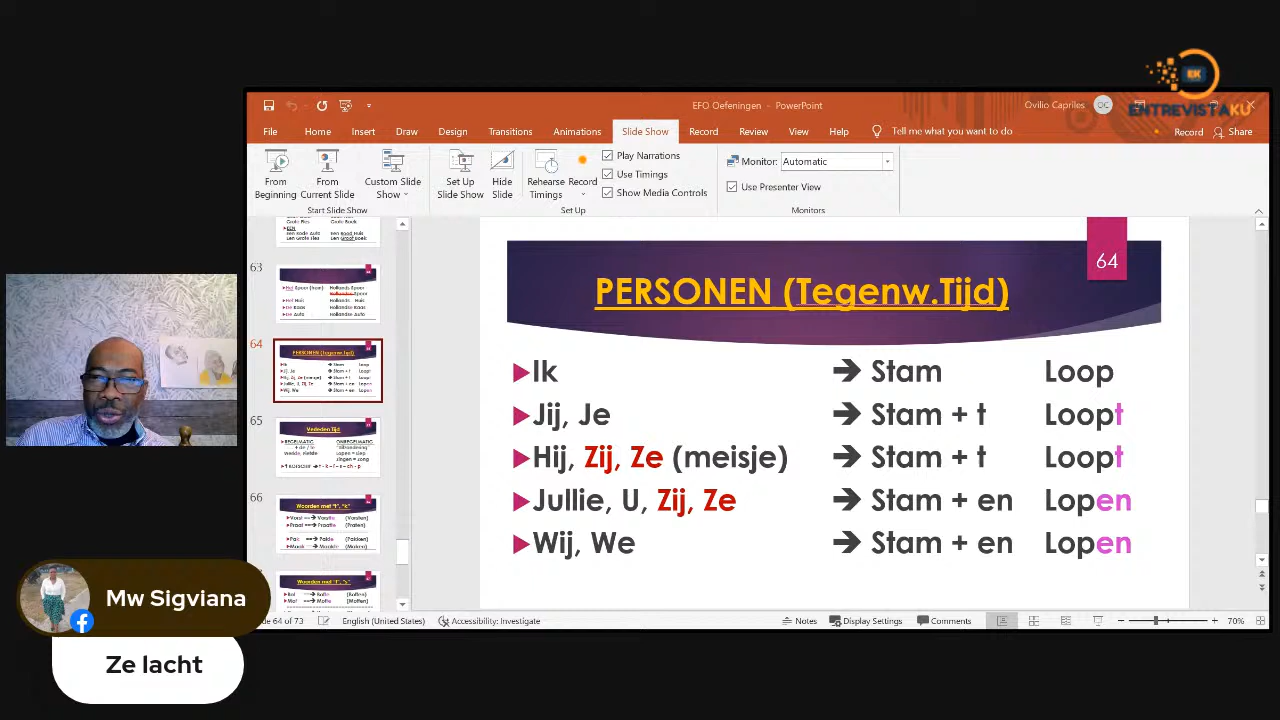 EK
ENTREVISTAKU
EFO Oefeningen - PowerPoint
Ovilio Capriles
OC
File Home Insert Draw Design Transitions Animations Slide Show Record Review View Help Tell me what you want to do
Record Share
From Beginning
From Current Slide
Custom Slide Show
Start Slide Show
Set Up Slide Show
Hide Slide
Rehearse Timings
Record
Play Narrations
Use Timings
Show Media Controls
Set Up
Monitor: Automatic
Use Presenter View
Monitors
63
64
65
66
PERSONEN (Tegenw.Tijd)
64
Ik → Stam Loop
Jij, Je → Stam + t Loopt
Hij, Zij, Ze (meisje) → Stam + t Loopt
Jullie, U, Zij, Ze → Stam + en Lopen
Wij, We → Stam + en Lopen
64 of 73
English (United States)
Accessibility: Investigate
Notes
Display Settings
Comments
70%
Mw Sigviana
Ze lacht